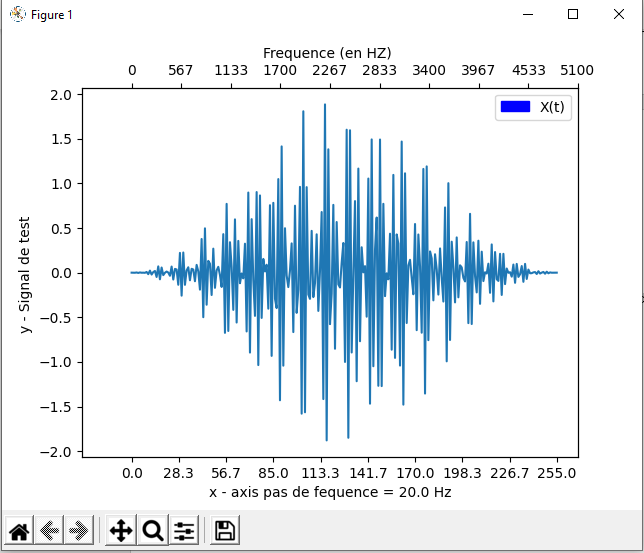 Figure 1
Frequence (en HZ)
0 567 1133 1700 2267 2833 3400 3967 4533 5100
X(t)
2.0
1.5
1.0
0.5
0.0
−0.5
−1.0
−1.5
−2.0
y - Signal de test
0.0 28.3 56.7 85.0 113.3 141.7 170.0 198.3 226.7 255.0
x - axis pas de fequence = 20.0 Hz